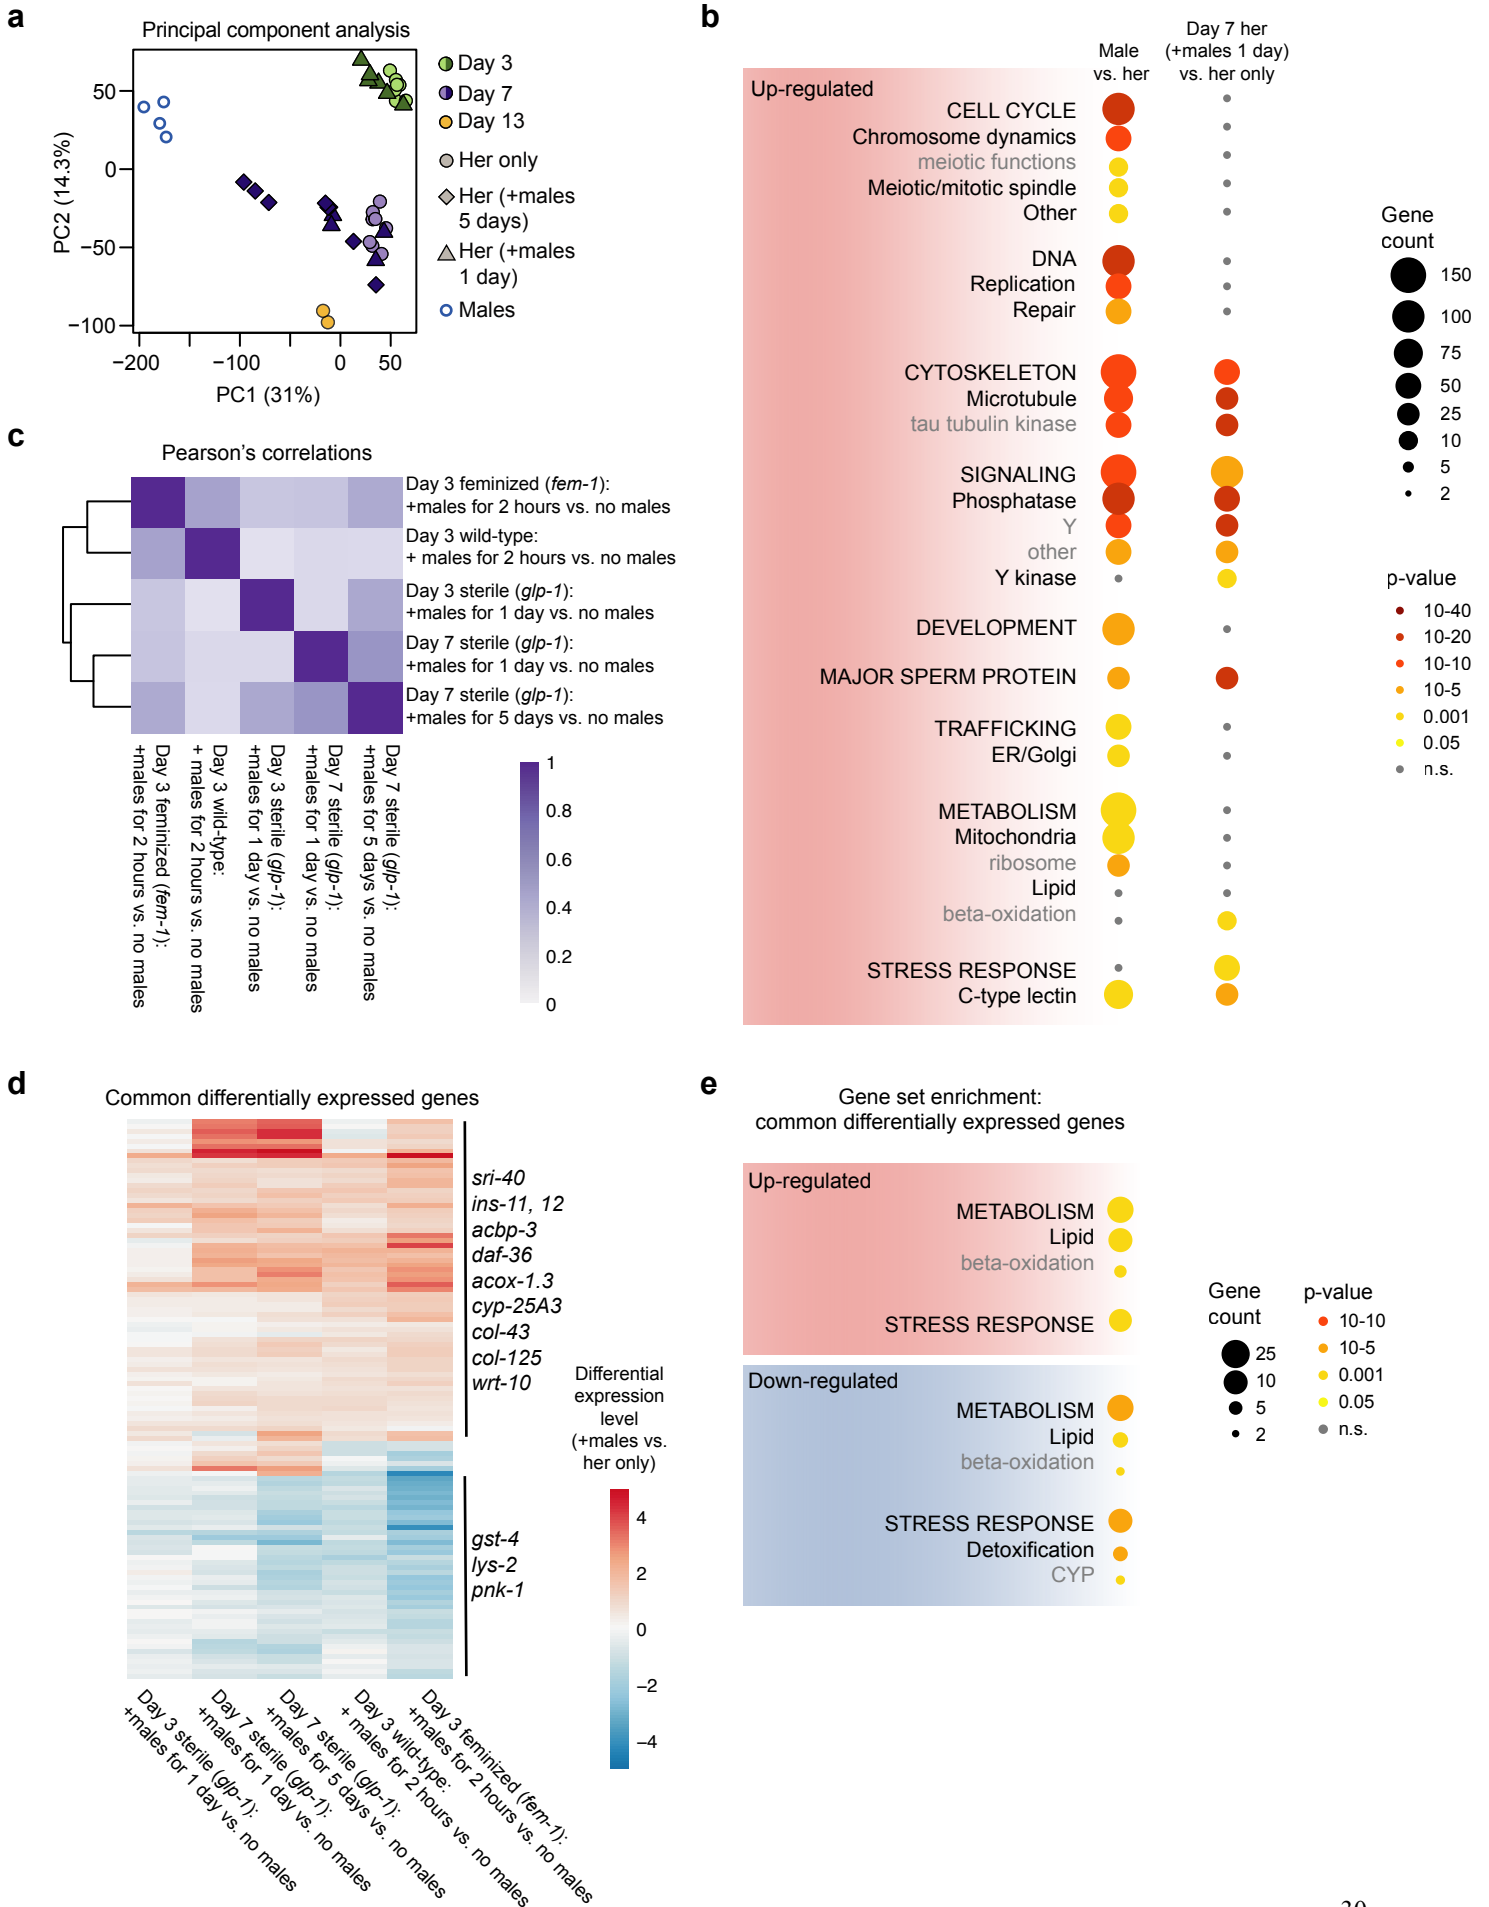 a
Principal component analysis
PC2 (14.3%)
50
0
−50
−100
−200
−100
0
50
PC1 (31%)
Day 3
Day 7
Day 13
Her only
Her (+males
5 days)
Her (+males
1 day)
Males
b
Male
vs. her
Day 7 her
(+males 1 day)
vs. her only
Up-regulated
CELL CYCLE
Chromosome dynamics
meiotic functions
Meiotic/mitotic spindle
Other
DNA
Replication
Repair
CYTOSKELETON
Microtubule
tau tubulin kinase
SIGNALING
Phosphatase
Y
other
Y kinase
DEVELOPMENT
MAJOR SPERM PROTEIN
TRAFFICKING
ER/Golgi
METABOLISM
Mitochondria
ribosome
Lipid
beta-oxidation
STRESS RESPONSE
C-type lectin
Gene
count
150
100
75
50
25
10
5
2
p-value
10-40
10-20
10-10
10-5
0.001
0.05
n.s.
c
Pearson's correlations
Day 3 feminized (fem-1):
+males for 2 hours vs. no males
Day 3 wild-type:
+ males for 2 hours vs. no males
Day 3 sterile (glp-1):
+males for 1 day vs. no males
Day 7 sterile (glp-1):
+males for 1 day vs. no males
Day 7 sterile (glp-1):
+males for 5 days vs. no males
Day 3 feminized (fem-1):
+males for 2 hours vs. no males
Day 3 wild-type:
+ males for 2 hours vs. no males
Day 3 sterile (glp-1):
+males for 1 day vs. no males
Day 7 sterile (glp-1):
+males for 1 day vs. no males
Day 7 sterile (glp-1):
+males for 5 days vs. no males
1
0.8
0.6
0.4
0.2
0
d
Common differentially expressed genes
sri-40
ins-11, 12
acbp-3
daf-36
acox-1.3
cyp-25A3
col-43
col-125
wrt-10
gst-4
lys-2
pnk-1
Differential
expression
level
(+males vs.
her only)
4
2
0
−2
−4
Day 3 sterile (glp-1):
+males for 1 day vs. no males
Day 7 sterile (glp-1):
+males for 1 day vs. no males
Day 7 sterile (glp-1):
+males for 5 days vs. no males
Day 3 wild-type:
+ males for 2 hours vs. no males
Day 3 feminized (fem-1):
+males for 2 hours vs. no males
e
Gene set enrichment:
common differentially expressed genes
Up-regulated
METABOLISM
Lipid
beta-oxidation
STRESS RESPONSE
Down-regulated
METABOLISM
Lipid
beta-oxidation
STRESS RESPONSE
Detoxification
CYP
Gene
count
25
10
5
2
p-value
10-10
10-5
0.001
0.05
n.s.